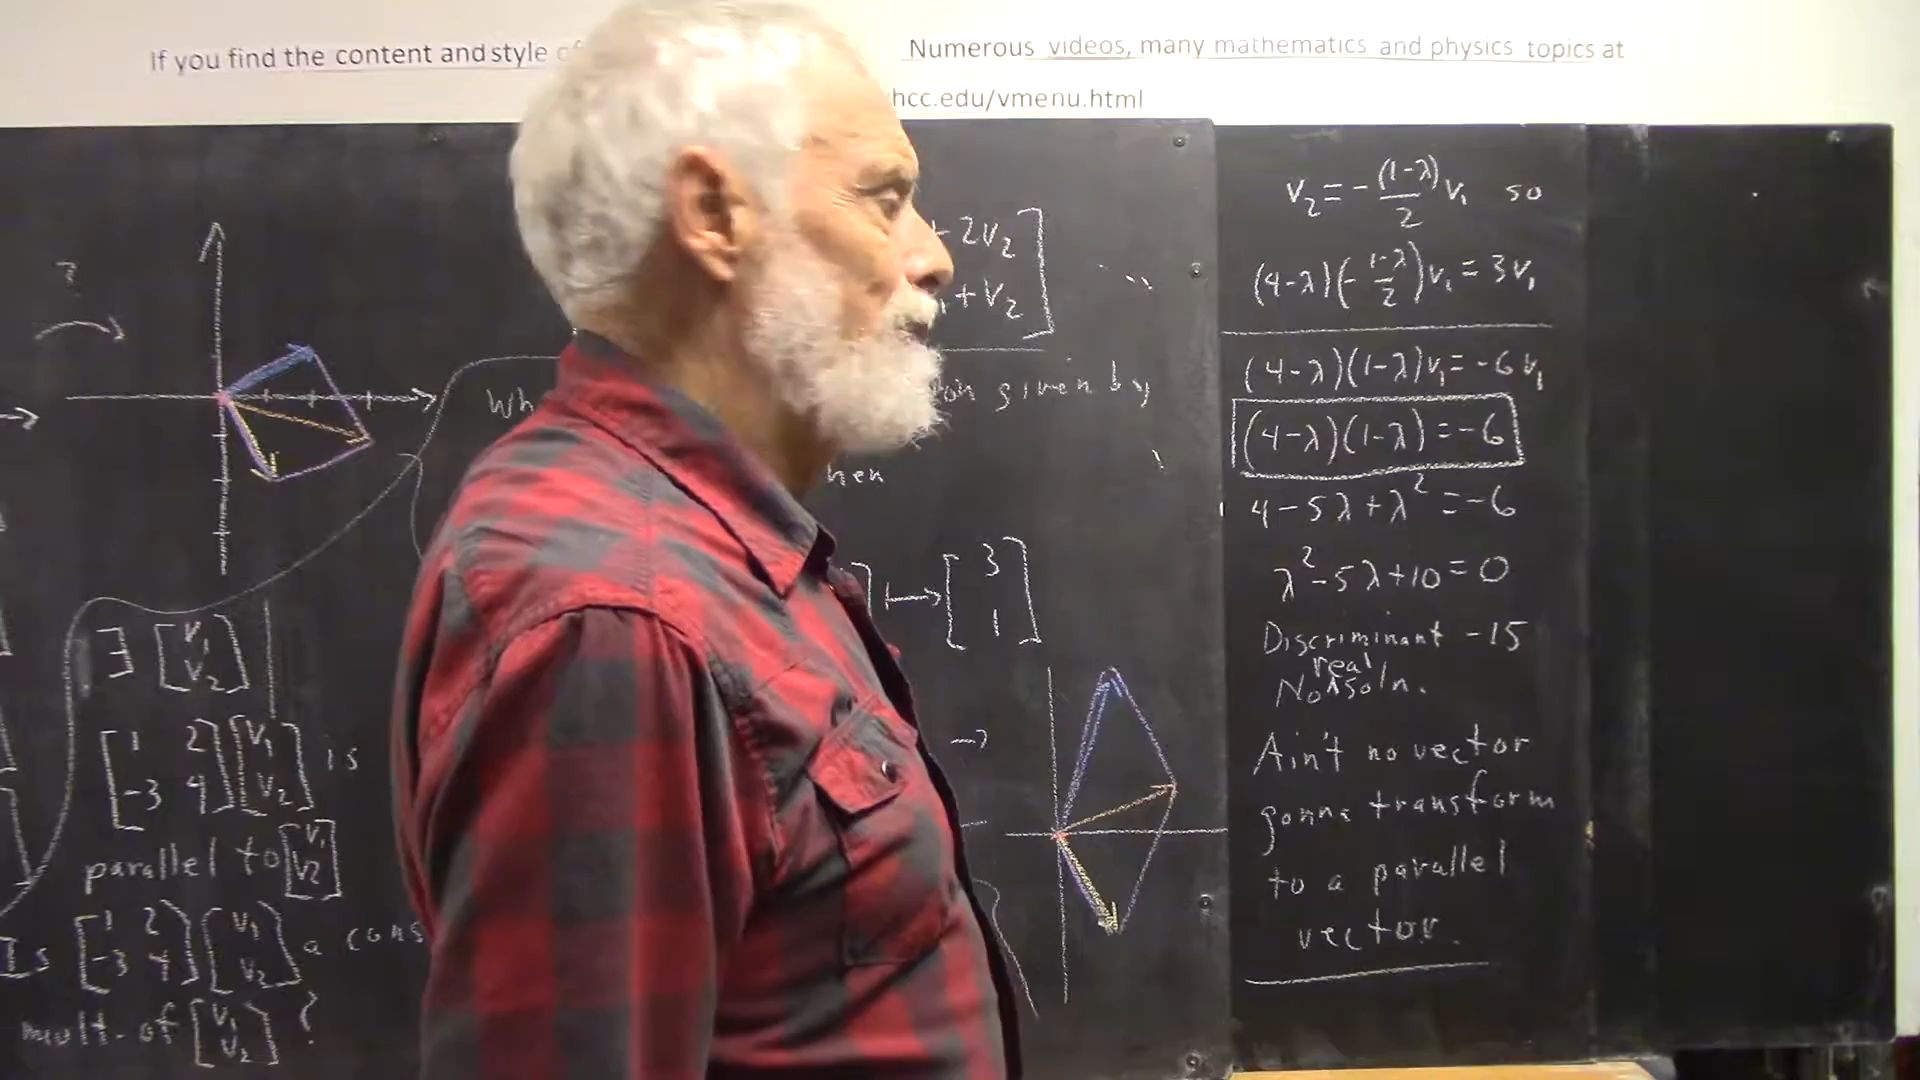 If you find the content and style
Numerous videos, many mathematics and physics topics at
hcc.edu/vmenu.html
?
∃ [v₁ v₂]
[1 2 -3 4] [v₁ v₂] is
parallel to [v₁ v₂]
Is [1 2 -3 4] [v₁ v₂] a cons
mult. of [v₁ v₂] ?
2v₂
+ v₂
Wh
given by
hen
] ↦ [3 1]
v₂ = -(1-λ)/2 v₁ so
(4-λ)(-(1-λ)/2)v₁ = 3v₁
(4-λ)(1-λ)v₁ = -6v₁
(4-λ)(1-λ) = -6
4-5λ+λ² = -6
λ²-5λ+10 = 0
Discriminant -15
No real soln.
Ain't no vector
gonna transform
to a parallel
vector.